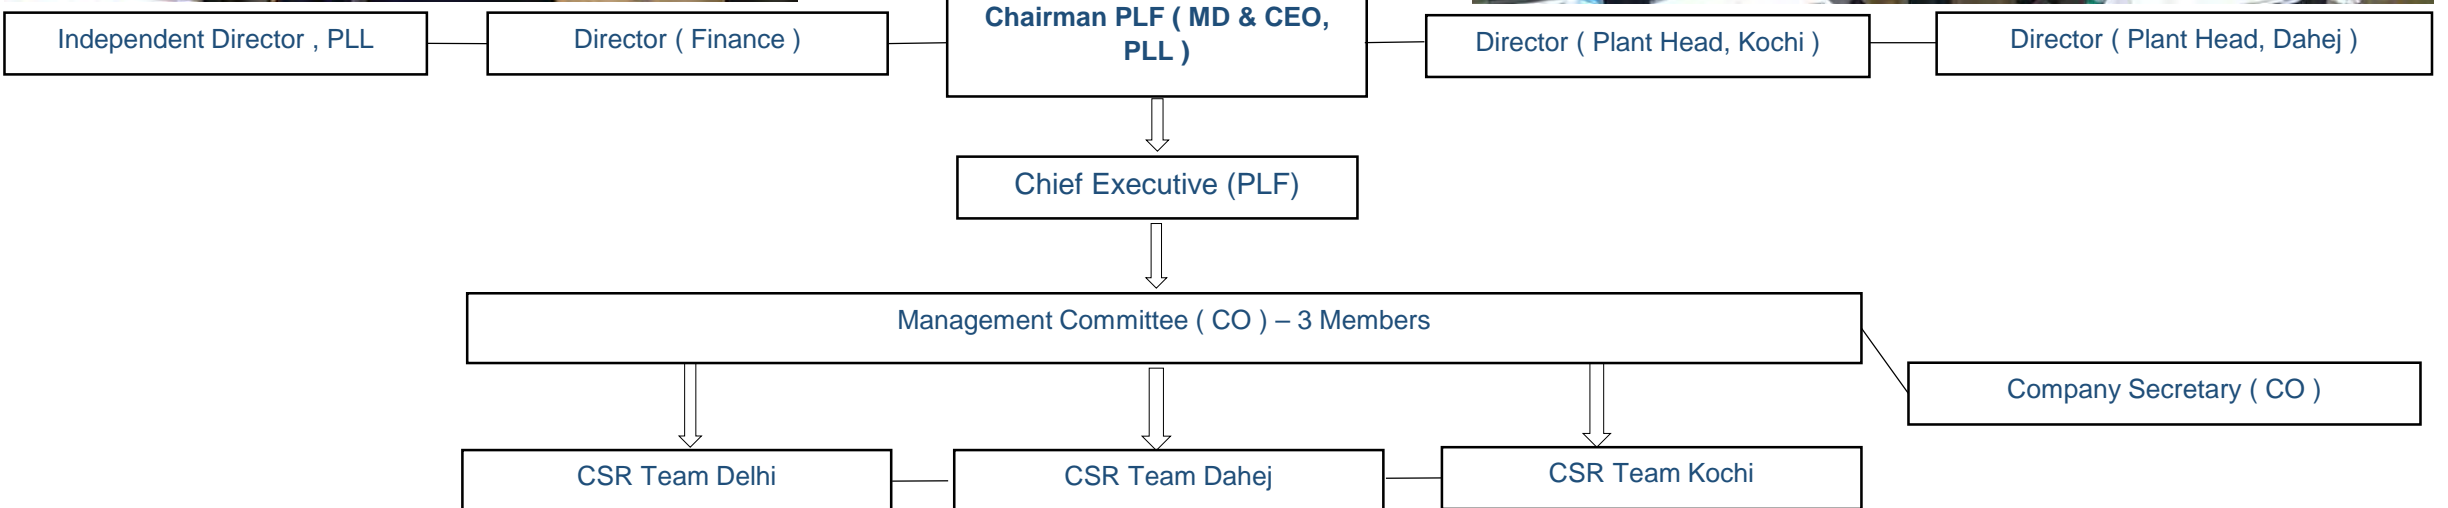 Independent Director , PLL
Director ( Finance )
Chairman PLF ( MD & CEO,
PLL )
Director ( Plant Head, Kochi )
Director ( Plant Head, Dahej )
Chief Executive (PLF)
Management Committee ( CO ) – 3 Members
Company Secretary ( CO )
CSR Team Delhi
CSR Team Dahej
CSR Team Kochi